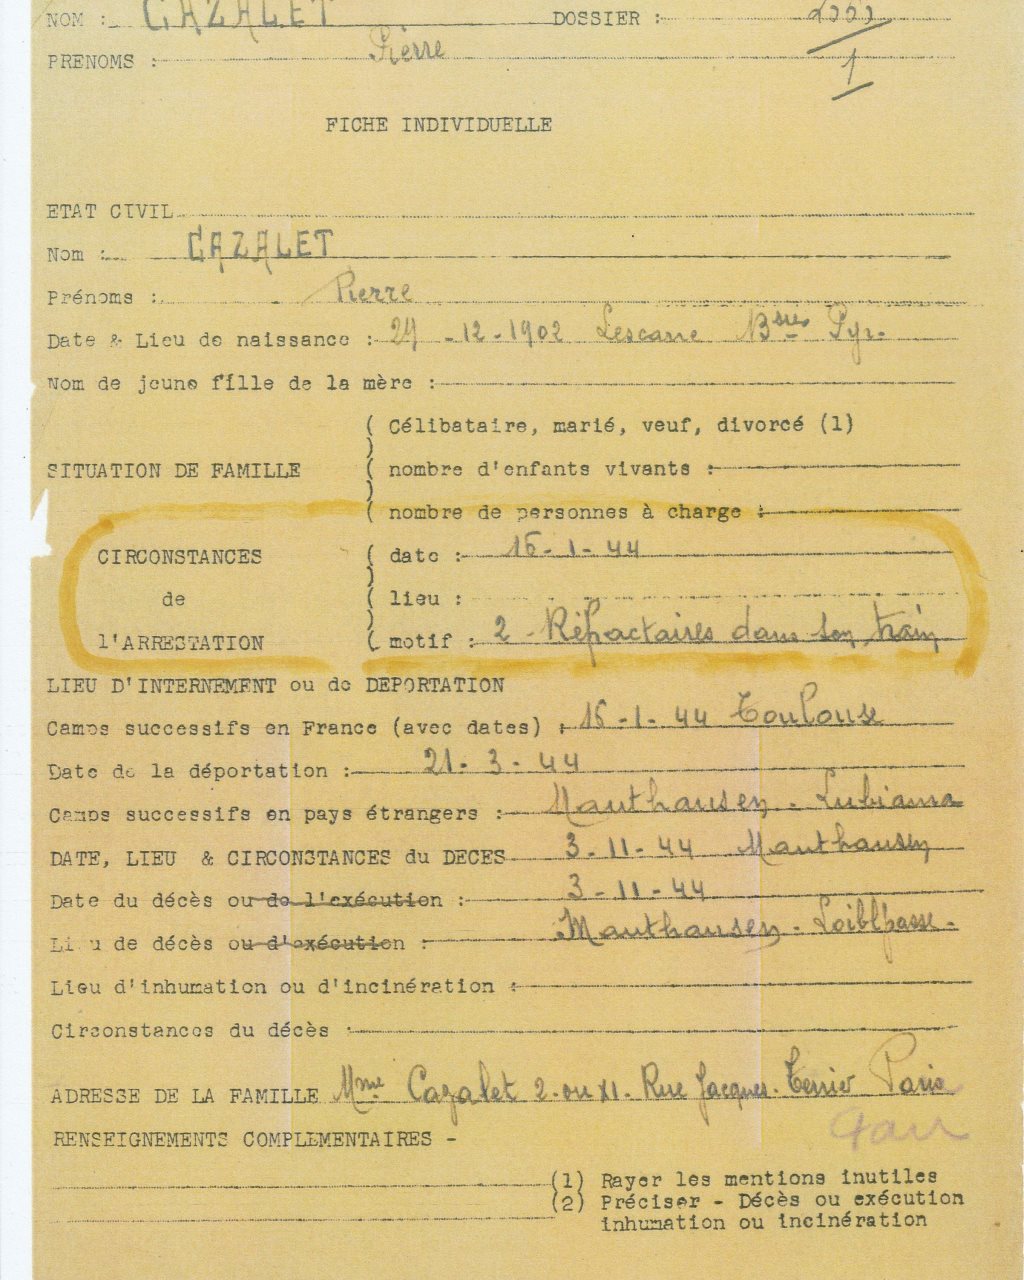 NOM : CAZALET DOSSIER :
PRENOMS : Pierre 1
FICHE INDIVIDUELLE
ETAT CIVIL
Nom : CAZALET
Prénoms : Pierre
Date & Lieu de naissance : 24 -12-1902 Lescarre Bses Pyr.
Nom de jeune fille de la mère :
( Célibataire, marié, veuf, divorcé (1)
)
SITUATION DE FAMILLE ( nombre d'enfants vivants :
)
( nombre de personnes à charge :
CIRCONSTANCES ( date : 15-1-44
)
de ( lieu :
)
l'ARRESTATION ( motif : 2 - Réfractaires dans son train
LIEU D'INTERNEMENT ou de DEPORTATION
Camps successifs en France (avec dates) : 15-1-44 Toulouse
Date de la déportation : 21-3-44
Camps successifs en pays étrangers : Mauthausen - Lubiana
DATE, LIEU & CIRCONSTANCES du DECES 3-11-44 Mauthausen
Date du décès ou de l'exécution : 3-11-44
Lieu de décès ou d'exécution : Mauthausen - Loiblpasse -
Lieu d'inhumation ou d'incinération :
Circonstances du décès :
ADRESSE DE LA FAMILLE Mme Cazalet 2 - ou XI - Rue Jacques - Terrier Paris
RENSEIGNEMENTS COMPLEMENTAIRES -
(1) Rayer les mentions inutiles
(2) Préciser - Décès ou exécution
inhumation ou incinération